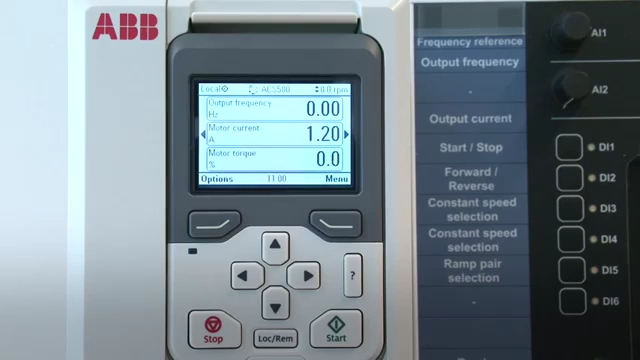 ABB
Local
ACS580
0.0 rpm
Output frequency
Hz
0.00
Motor current
A
1.20
Motor torque
%
0.0
Options
11:00
Menu
?
Stop
Loc/Rem
Start
Frequency reference
Output frequency
-
Output current
Start / Stop
Forward /
Reverse
Constant speed
selection
Constant speed
selection
Ramp pair
selection
-
AI1
AI2
DI1
DI2
DI3
DI4
DI5
DI6